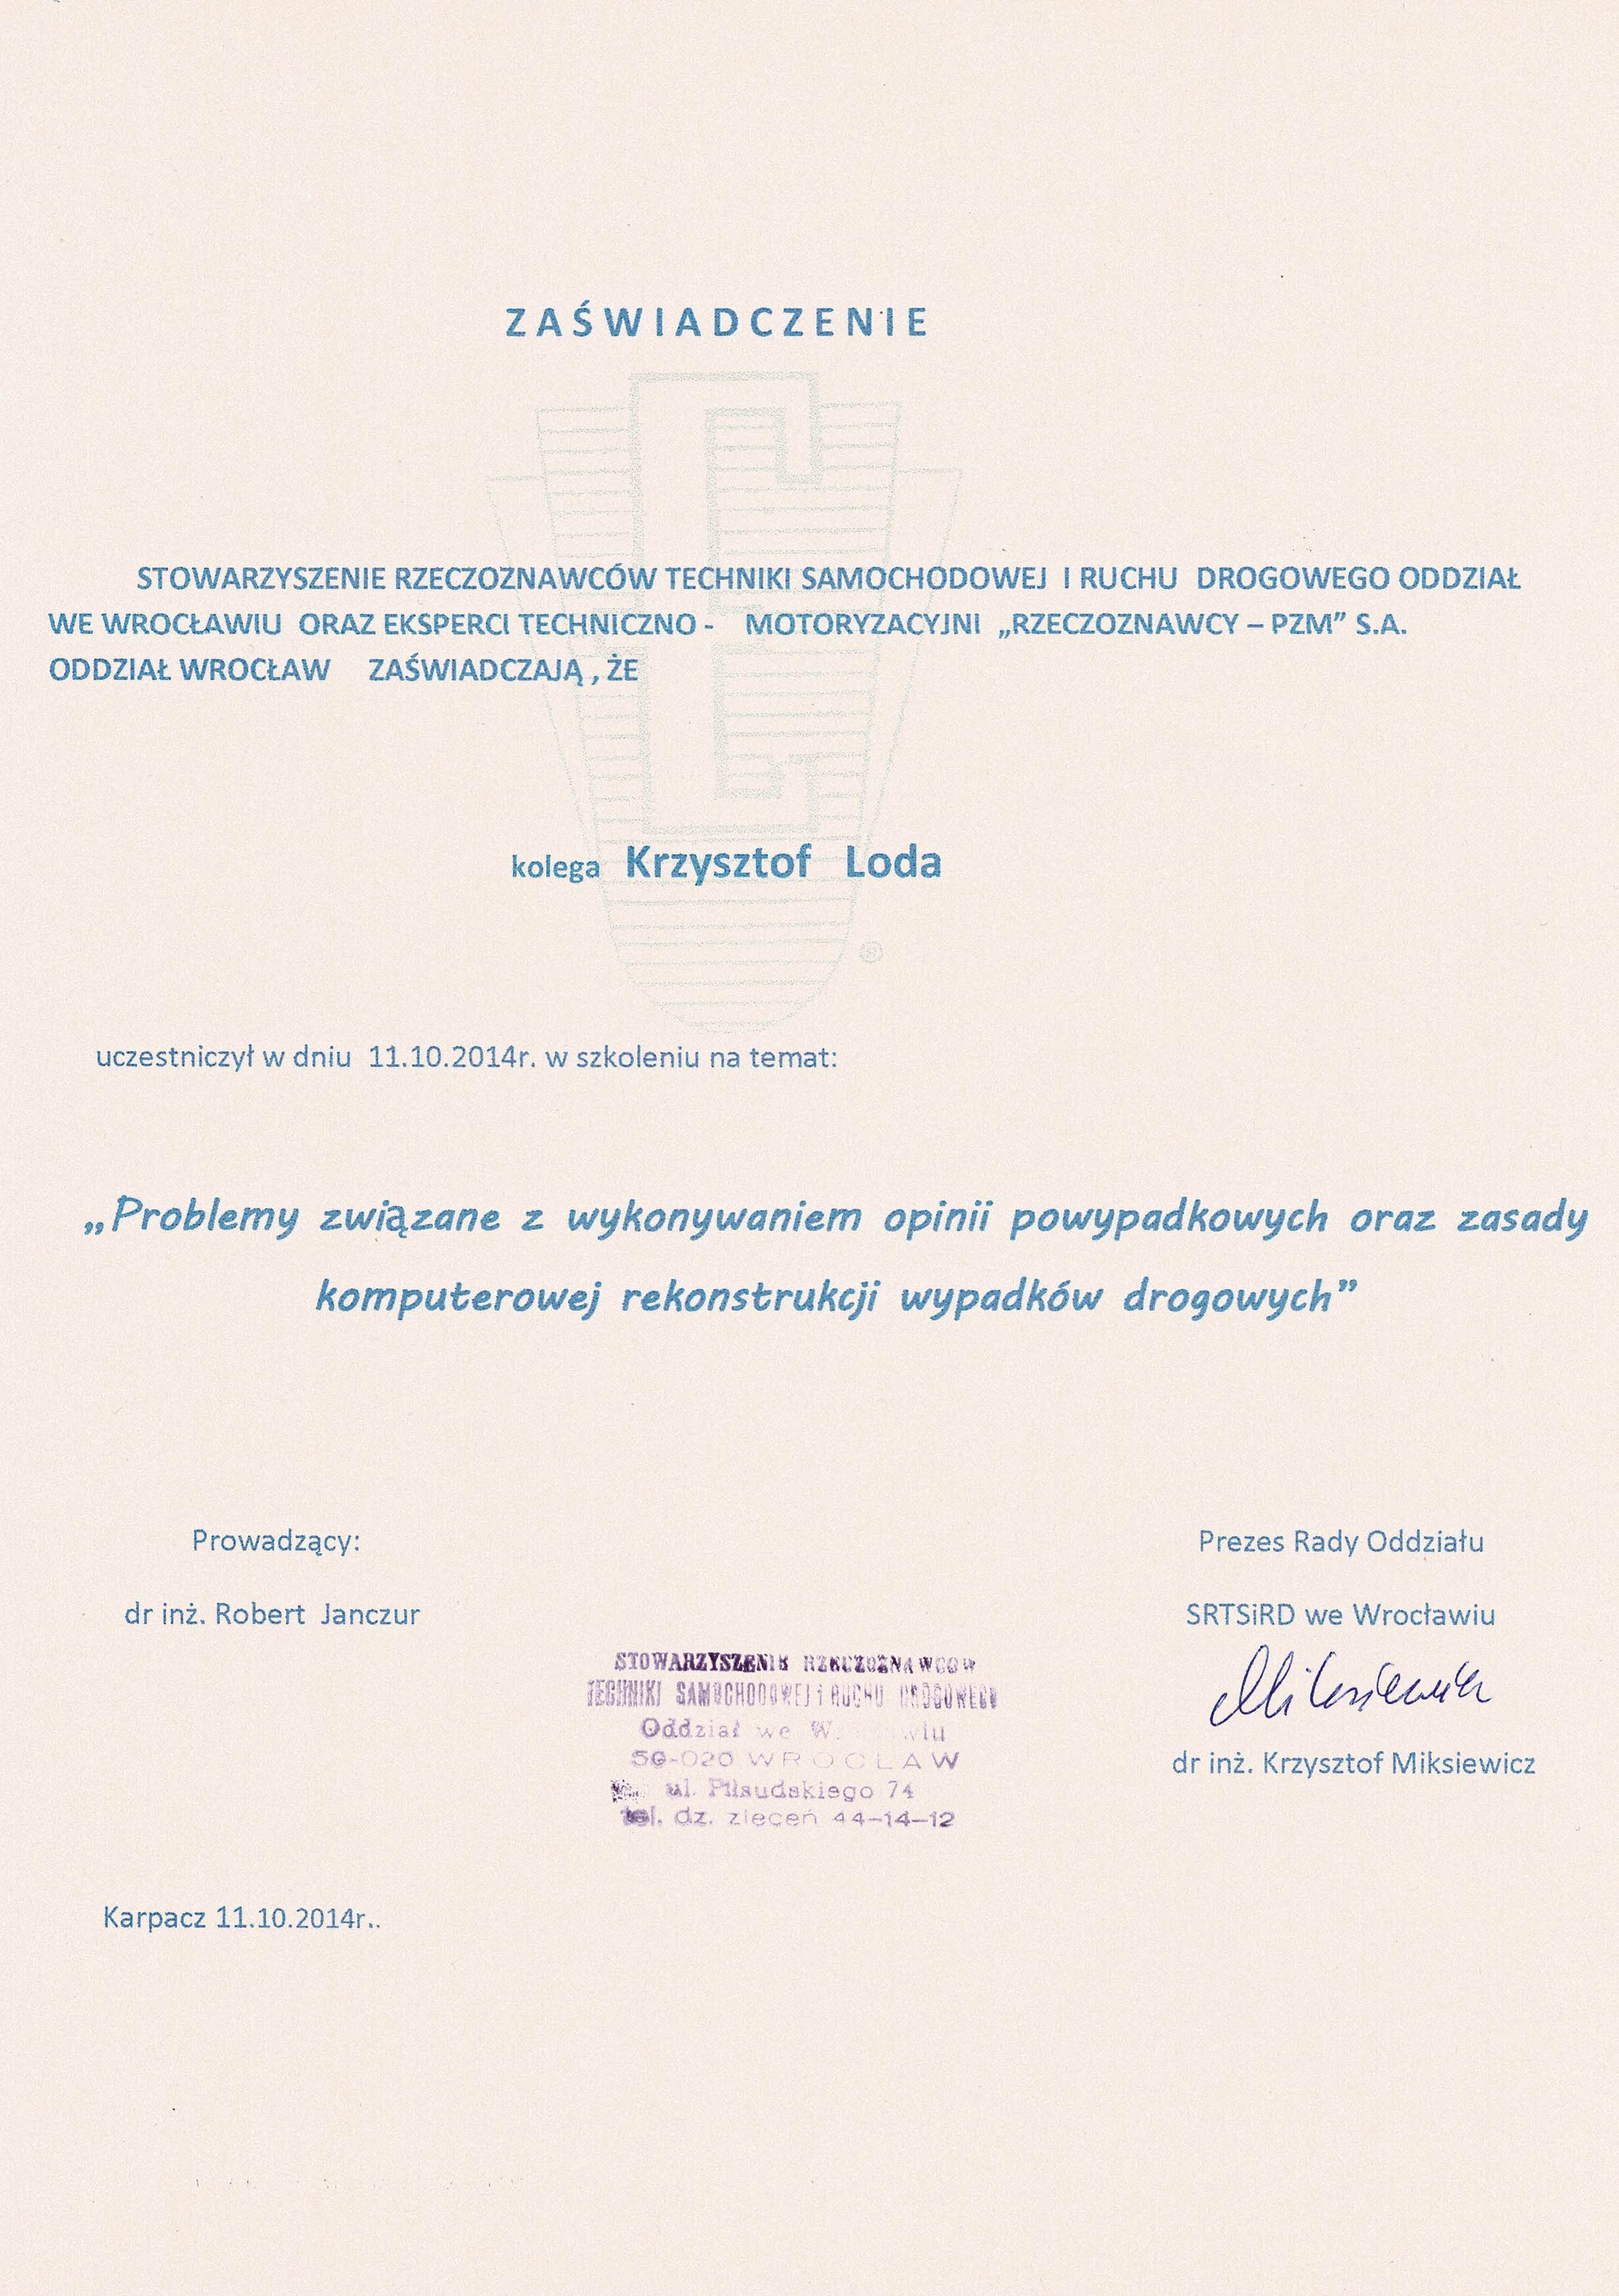 ZAŚWIADCZENIE
STOWARZYSZENIE RZECZOZNAWCÓW TECHNIKI SAMOCHODOWEJ I RUCHU DROGOWEGO ODDZIAŁ
WE WROCŁAWIU ORAZ EKSPERCI TECHNICZNO - MOTORYZACYJNI „RZECZOZNAWCY – PZM” S.A.
ODDZIAŁ WROCŁAW ZAŚWIADCZAJĄ , ŻE
kolega Krzysztof Loda
®
uczestniczył w dniu 11.10.2014r. w szkoleniu na temat:
„Problemy związane z wykonywaniem opinii powypadkowych oraz zasady
komputerowej rekonstrukcji wypadków drogowych”
Prowadzący:
dr inż. Robert Janczur
Prezes Rady Oddziału
SRTSiRD we Wrocławiu
Miksiewicz
dr inż. Krzysztof Miksiewicz
STOWARZYSZENIE RZECZOZNAWCÓW
TECHNIKI SAMOCHODOWEJ i RUCHU DROGOWEGO
Oddział we
50-020 WROCŁAW
ul. Piłsudskiego 74
tel. dz. zleceń 44-14-12
Karpacz 11.10.2014r..